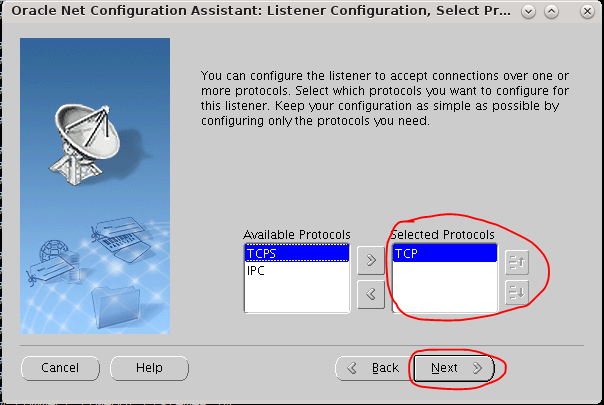 Oracle Net Configuration Assistant: Listener Configuration, Select Pr...
You can configure the listener to accept connections over one or
more protocols. Select which protocols you want to configure for
this listener. Keep your configuration as simple as possible by
configuring only the protocols you need.
Available Protocols
Selected Protocols
TCPS
TCP
IPC
Cancel
Help
Back
Next